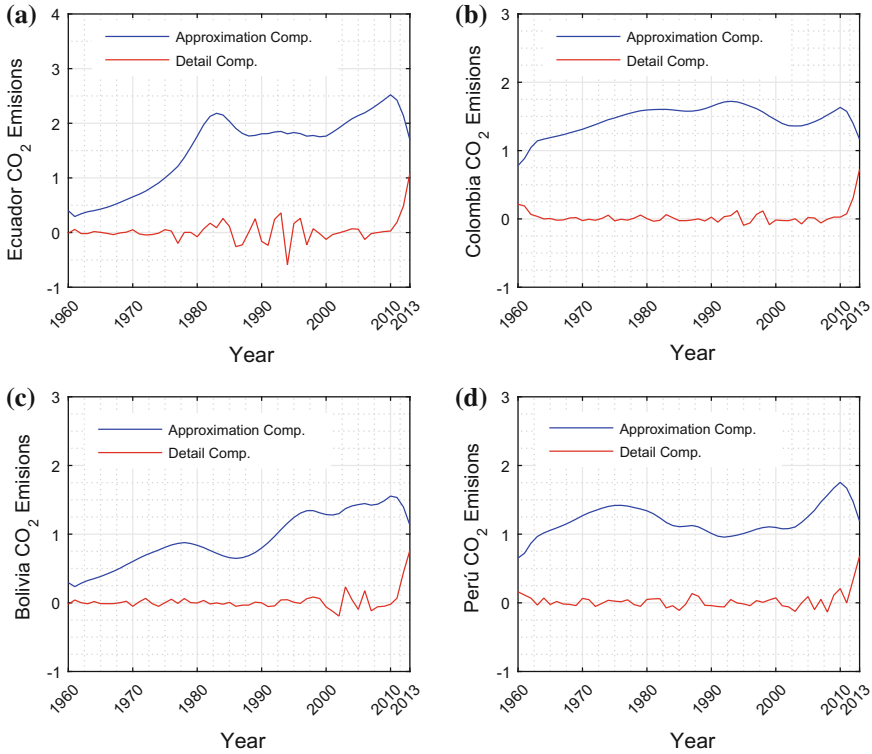 (a)
4
3
2
1
0
-1
Ecuador CO2 Emisions
Approximation Comp.
Detail Comp.
1960
1970
1980
1990
2000
2010
2013
Year
(b)
3
2
1
0
-1
Colombia CO2 Emisions
Approximation Comp.
Detail Comp.
1960
1970
1980
1990
2000
2010
2013
Year
(c)
3
2
1
0
-1
Bolivia CO2 Emisions
Approximation Comp.
Detail Comp.
1960
1970
1980
1990
2000
2010
2013
Year
(d)
3
2
1
0
-1
Perú CO2 Emisions
Approximation Comp.
Detail Comp.
1960
1970
1980
1990
2000
2010
2013
Year